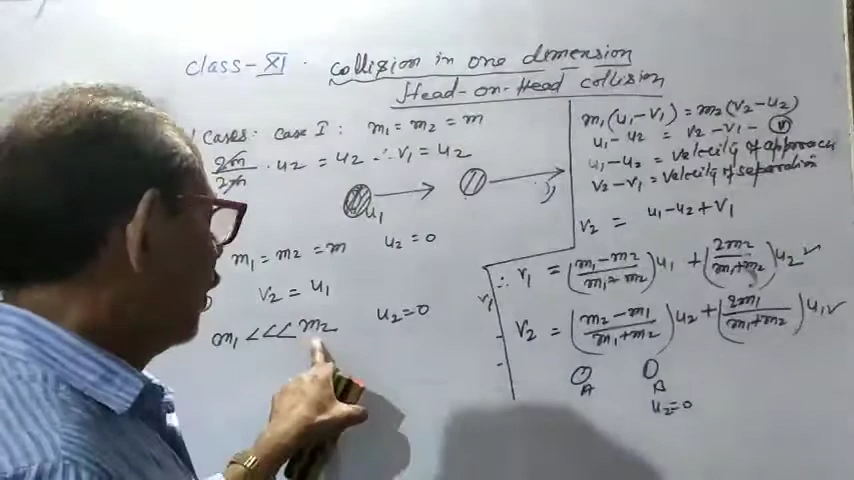 class-XI. collision in one dimension
Head-on-Head collision
Cases: case I: m₁ = m₂ = m
2m/2m · u₂ = u₂ ∴ v₁ = u₂
u₁
m₁ = m₂ = m u₂ = 0
v₂ = u₁
m₁ <<< m₂ u₂ = 0
m₁(u₁-v₁) = m₂(v₂-u₂)
u₁-u₂ = v₂-v₁ - (v)
u₁-u₂ = velocity of approach
v₂-v₁ = velocity of separation
v₂ = u₁-u₂+v₁
∴ v₁ = (m₁-m₂/m₁+m₂)u₁ + (2m₂/m₁+m₂)u₂ ✓
v₂ = (m₂-m₁/m₁+m₂)u₂ + (2m₁/m₁+m₂)u₁ ✓
A
u₂=0